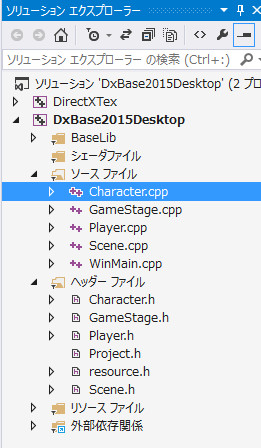 ソリューション エクスプローラー
ソリューション エクスプローラー の検索 (Ctrl+:)
ソリューション 'DxBase2015Desktop' (2 プロ
DirectXTex
DxBase2015Desktop
BaseLib
シェーダファイル
ソース ファイル
Character.cpp
GameStage.cpp
Player.cpp
Scene.cpp
WinMain.cpp
ヘッダー ファイル
Character.h
GameStage.h
Player.h
Project.h
resource.h
Scene.h
リソース ファイル
外部依存関係